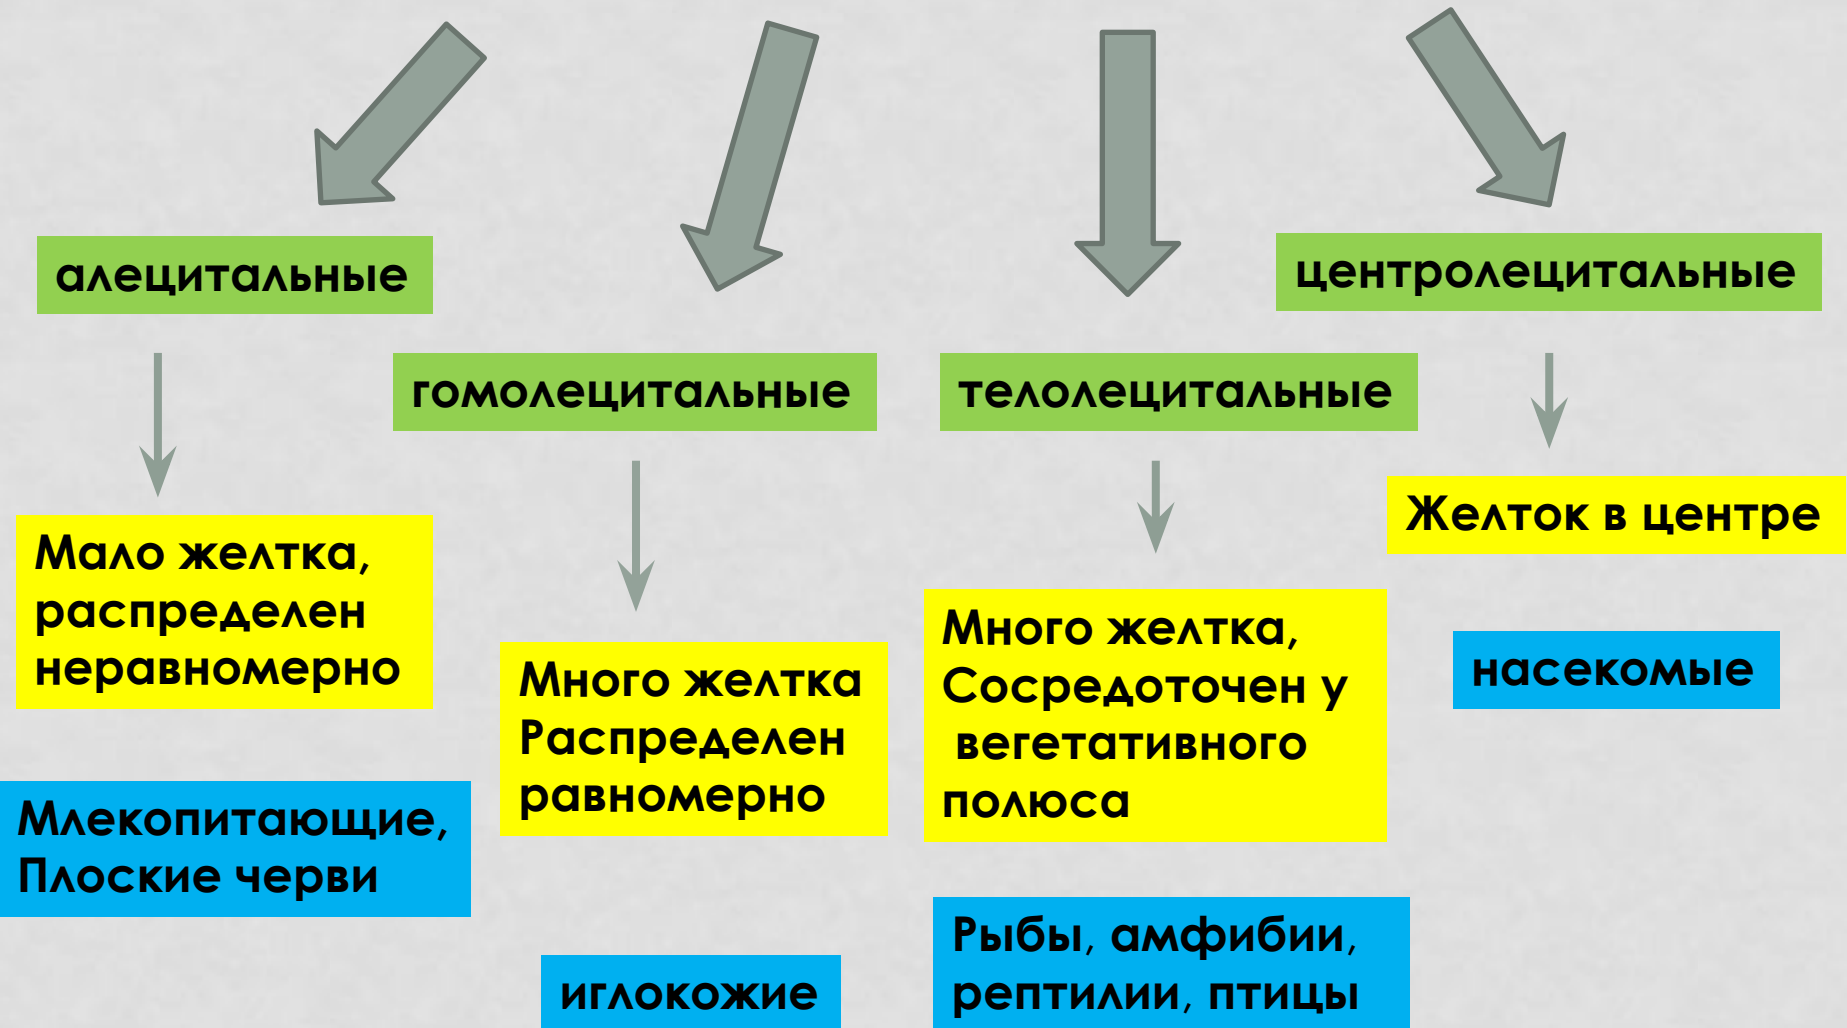 алецитальные
Мало желтка,
распределен
неравномерно
Млекопитающие,
Плоские черви
гомолецитальные
Много желтка
Распределен
равномерно
иглокожие
телолецитальные
Много желтка,
Сосредоточен у
вегетативного
полюса
Рыбы, амфибии,
рептилии, птицы
центролецитальные
Желток в центре
насекомые